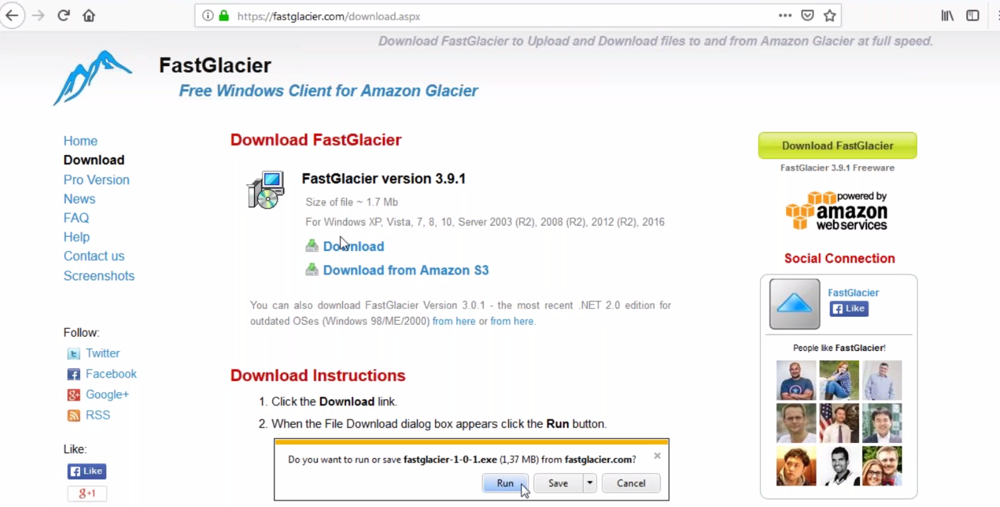 https://fastglacier.com/download.aspx
Download FastGlacier to Upload and Download files to and from Amazon Glacier at full speed.
FastGlacier
Free Windows Client for Amazon Glacier
Home
Download
Pro Version
News
FAQ
Help
Contact us
Screenshots
Follow:
Twitter
Facebook
Google+
RSS
Like:
Like
g+1
Download FastGlacier
FastGlacier version 3.9.1
Size of file ~ 1.7 Mb
For Windows XP, Vista, 7, 8, 10, Server 2003 (R2), 2008 (R2), 2012 (R2), 2016
Download
Download from Amazon S3
You can also download FastGlacier Version 3.0.1 - the most recent .NET 2.0 edition for
outdated OSes (Windows 98/ME/2000) from here or from here.
Download Instructions
1. Click the Download link.
2. When the File Download dialog box appears click the Run button.
Do you want to run or save fastglacier-1-0-1.exe (1,37 MB) from fastglacier.com?
Run Save Cancel
Download FastGlacier
FastGlacier 3.9.1 Freeware
powered by
amazon
web services
Social Connection
FastGlacier
Like
People like FastGlacier!